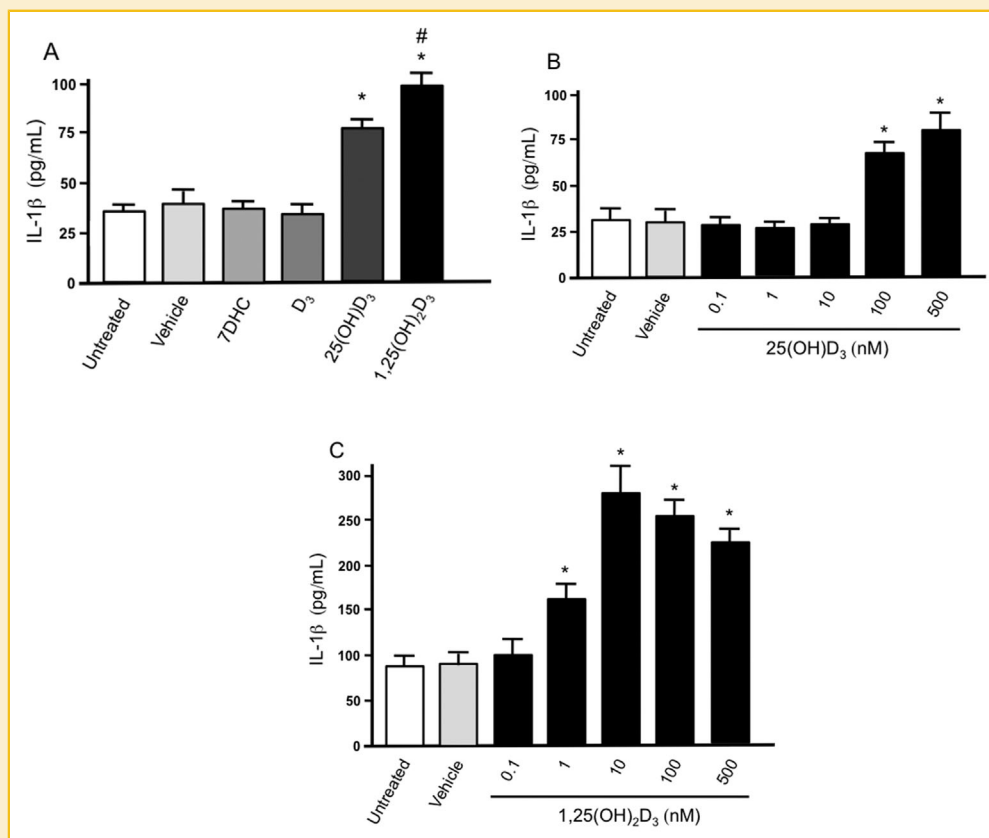 A
IL-1β (pg/mL)
100
75
50
25
0
#
*
*
Untreated
Vehicle
7DHC
D₃
25(OH)D₃
1,25(OH)₂D₃
B
IL-1β (pg/mL)
100
75
50
25
0
*
*
Untreated
Vehicle
0.1
1
10
100
500
25(OH)D₃ (nM)
C
IL-1β (pg/mL)
300
250
200
150
100
50
0
*
*
*
*
Untreated
Vehicle
0.1
1
10
100
500
1,25(OH)₂D₃ (nM)